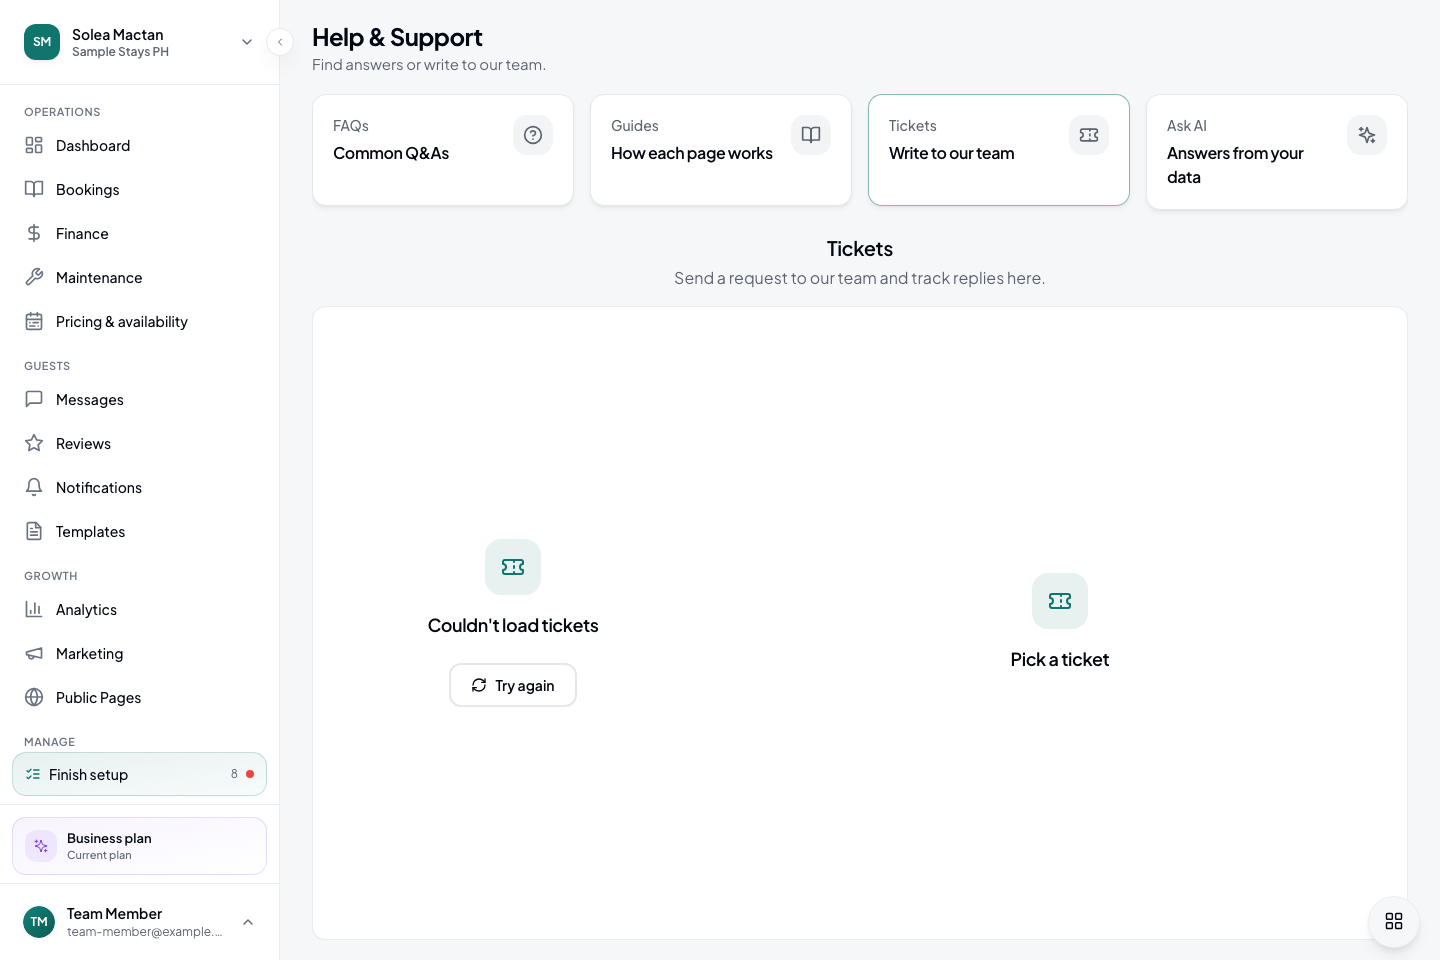 SM
Solea Mactan
Sample Stays PH
OPERATIONS
Dashboard
Bookings
Finance
Maintenance
Pricing & availability
GUESTS
Messages
Reviews
Notifications
Templates
GROWTH
Analytics
Marketing
Public Pages
MANAGE
Finish setup 8
Business plan
Current plan
TM
Team Member
team-member@example....
Help & Support
Find answers or write to our team.
FAQs
Common Q&As
Guides
How each page works
Tickets
Write to our team
Ask AI
Answers from your
data
Tickets
Send a request to our team and track replies here.
Couldn't load tickets
Try again
Pick a ticket